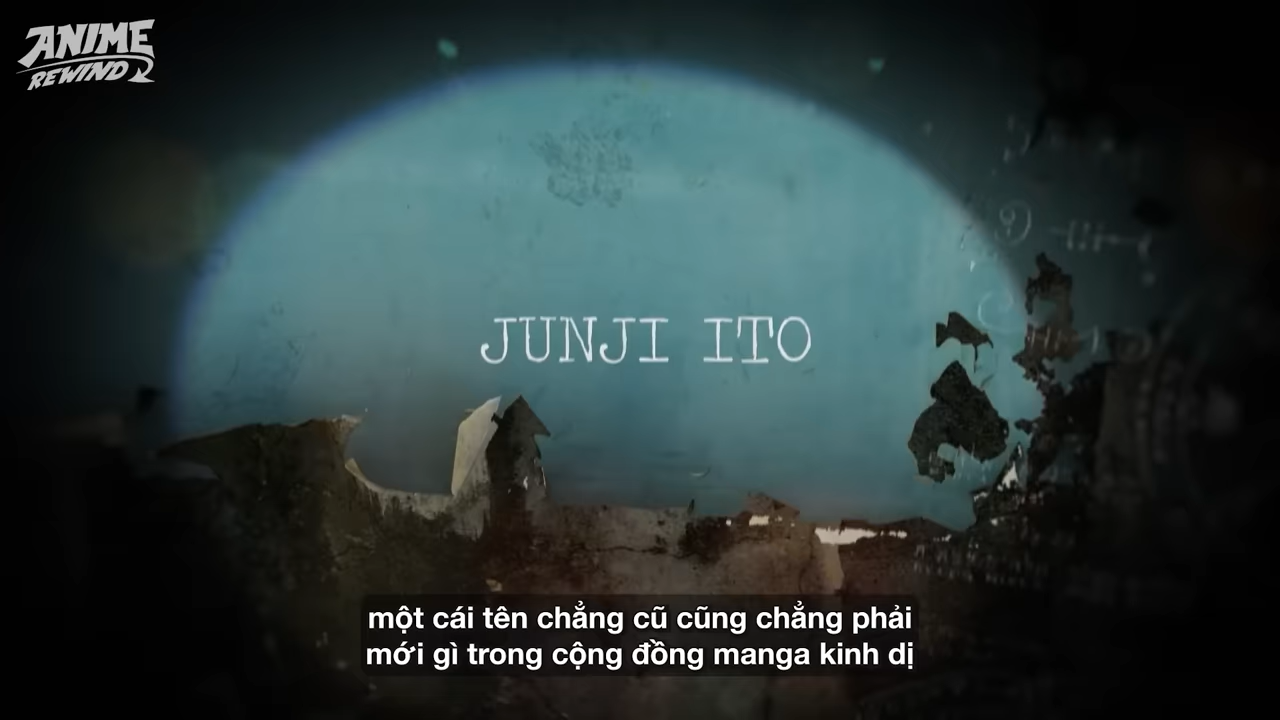 ANIME
REWIND
JUNJI ITO
một cái tên chẳng cũ cũng chẳng phải
mới gì trong cộng đồng manga kinh dị